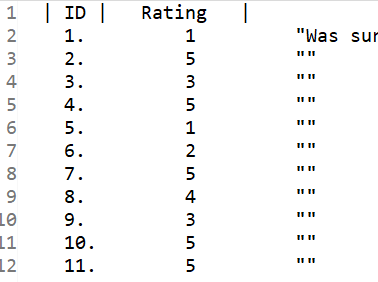 1 | ID | Rating |
2 1. 1 "Was
3 2. 5 ""
4 3. 3 ""
5 4. 5 ""
6 5. 1 ""
7 6. 2 ""
8 7. 5 ""
9 8. 4 ""
10 9. 3 ""
11 10. 5 ""
12 11. 5 ""